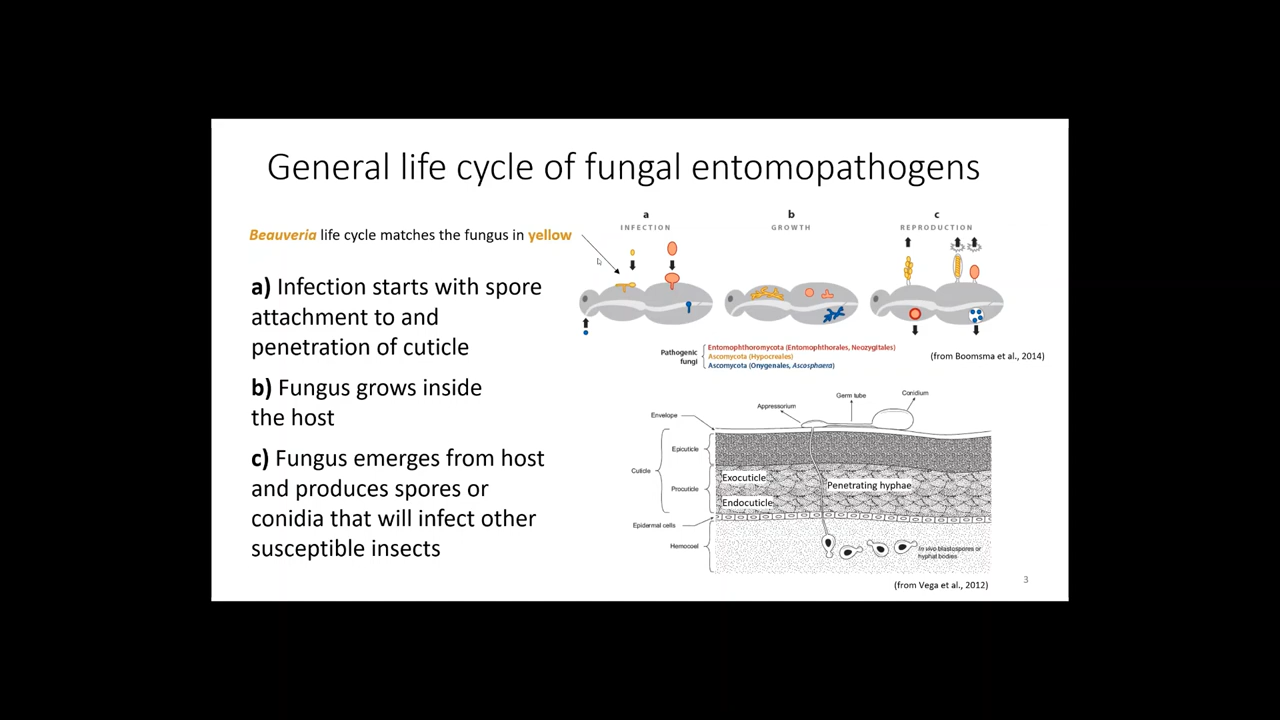 General life cycle of fungal entomopathogens
Beauveria life cycle matches the fungus in yellow
a) Infection starts with spore
attachment to and
penetration of cuticle
b) Fungus grows inside
the host
c) Fungus emerges from host
and produces spores or
conidia that will infect other
susceptible insects
a
INFECTION
b
GROWTH
c
REPRODUCTION
Pathogenic
fungi
Entomophthoromycota (Entomophthorales, Neozygitales)
Ascomycota (Hypocreales)
Ascomycota (Onygenales, Ascosphaera)
(from Boomsma et al., 2014)
Appressorium
Germ tube
Conidium
Envelope
Cuticle
Epicuticle
Procuticle
Exocuticle
Endocuticle
Penetrating hyphae
Epidermal cells
Hemocoel
In vivo blastospores or
hyphal bodies
(from Vega et al., 2012)
3